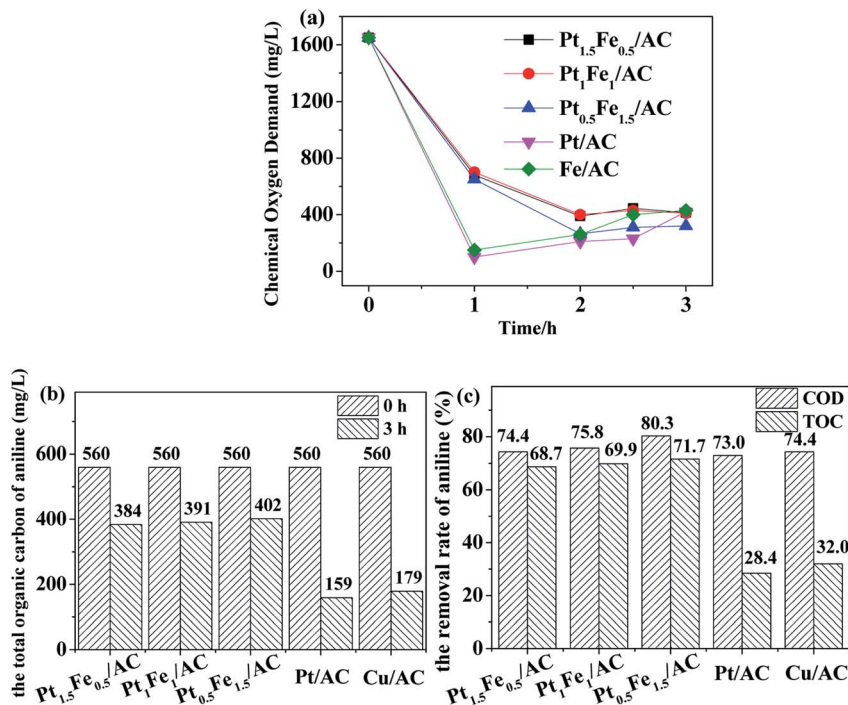 (a)
Chemical Oxygen Demand (mg/L)
1600
1200
800
400
0
0 1 2 3
Time/h
Pt1.5Fe0.5/AC
Pt1Fe1/AC
Pt0.5Fe1.5/AC
Pt/AC
Fe/AC
(b)
the total organic carbon of aniline (mg/L)
600
400
200
0
0 h
3 h
560 560 560 560 560
384 391 402 159 179
Pt1.5Fe0.5/AC Pt1Fe1/AC Pt0.5Fe1.5/AC Pt/AC Cu/AC
(c)
the removal rate of aniline (%)
80
60
40
20
0
COD
TOC
74.4 75.8 80.3 73.0 74.4
68.7 69.9 71.7 28.4 32.0
Pt1.5Fe0.5/AC Pt1Fe1/AC Pt0.5Fe1.5/AC Pt/AC Cu/AC